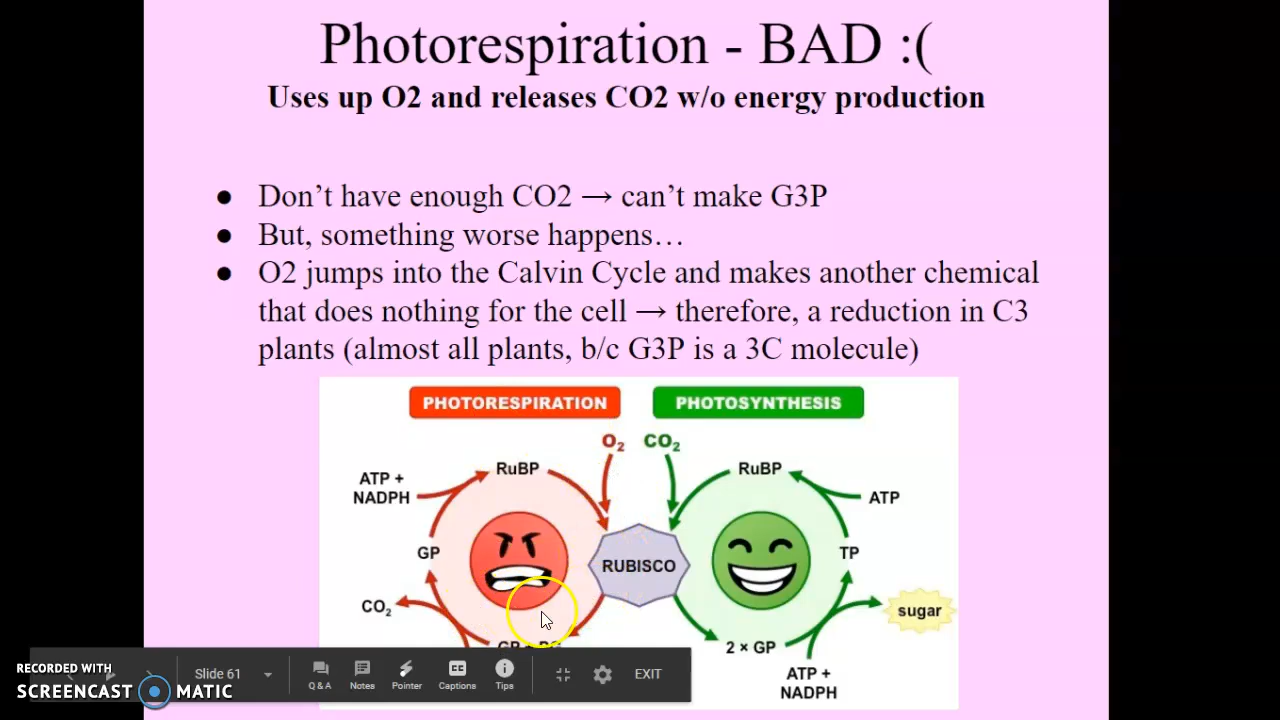 Photorespiration - BAD :(
Uses up O2 and releases CO2 w/o energy production
● Don't have enough CO2 → can't make G3P
● But, something worse happens…
● O2 jumps into the Calvin Cycle and makes another chemical
that does nothing for the cell → therefore, a reduction in C3
plants (almost all plants, b/c G3P is a 3C molecule)
PHOTORESPIRATION PHOTOSYNTHESIS
O₂ CO₂
RuBP RuBP
ATP +
NADPH
ATP
GP TP
RUBISCO
CO₂ sugar
2 × GP
ATP +
NADPH
RECORDED WITH
SCREENCAST MATIC
Slide 61
Q & A Notes Pointer Captions Tips
EXIT